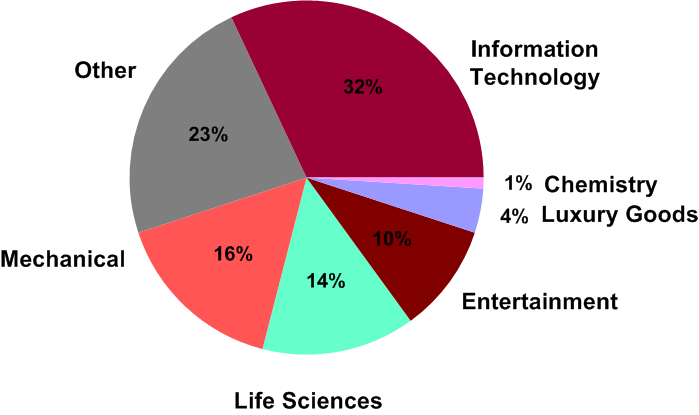 Information
Technology
32%
Other
23%
1% Chemistry
4% Luxury Goods
10%
Entertainment
Mechanical
16%
14%
Life Sciences